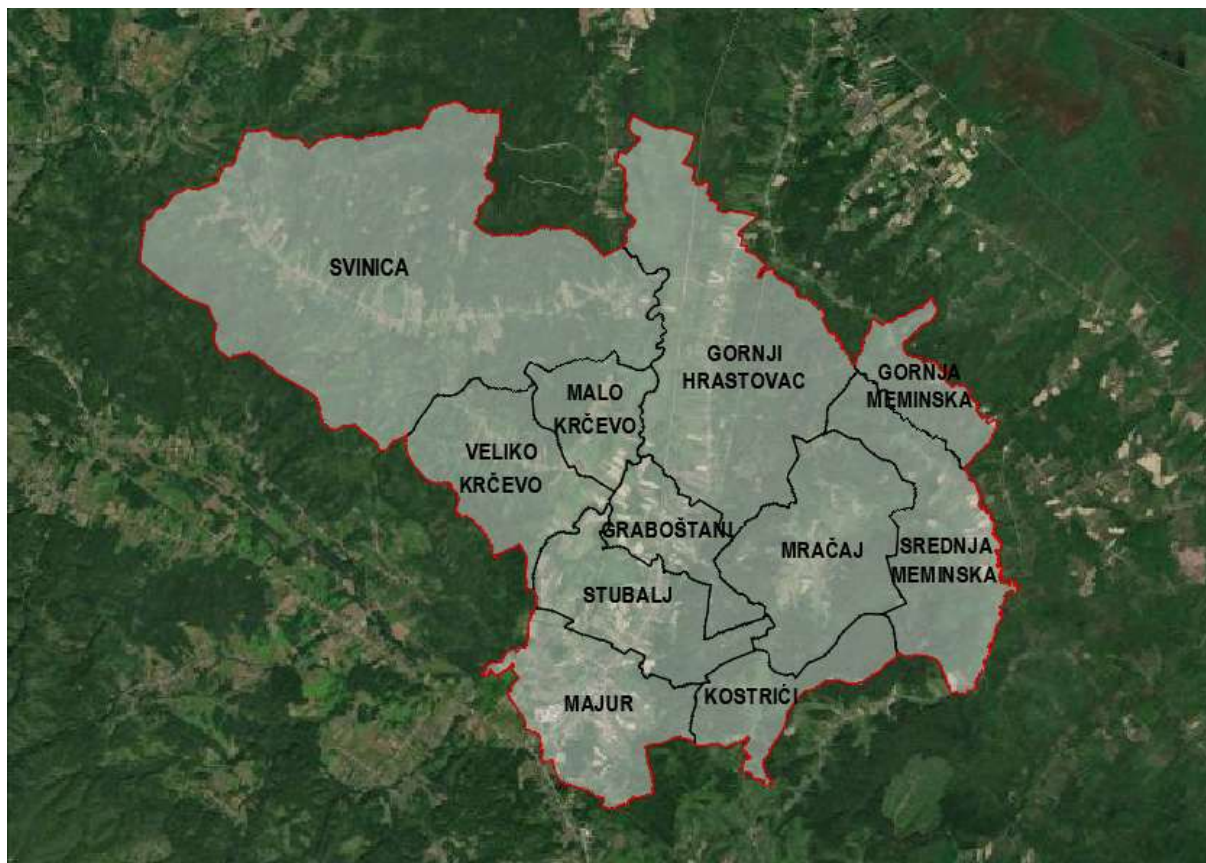 SVINICA
GORNJI
HRASTOVAC
GORNJA
MEMINSKA
MALO
KRČEVO
VELIKO
KRČEVO
GRABOŠTANI
MRAČAJ
SREDNJA
MEMINSKA
STUBALJ
MAJUR
KOSTRIĆI